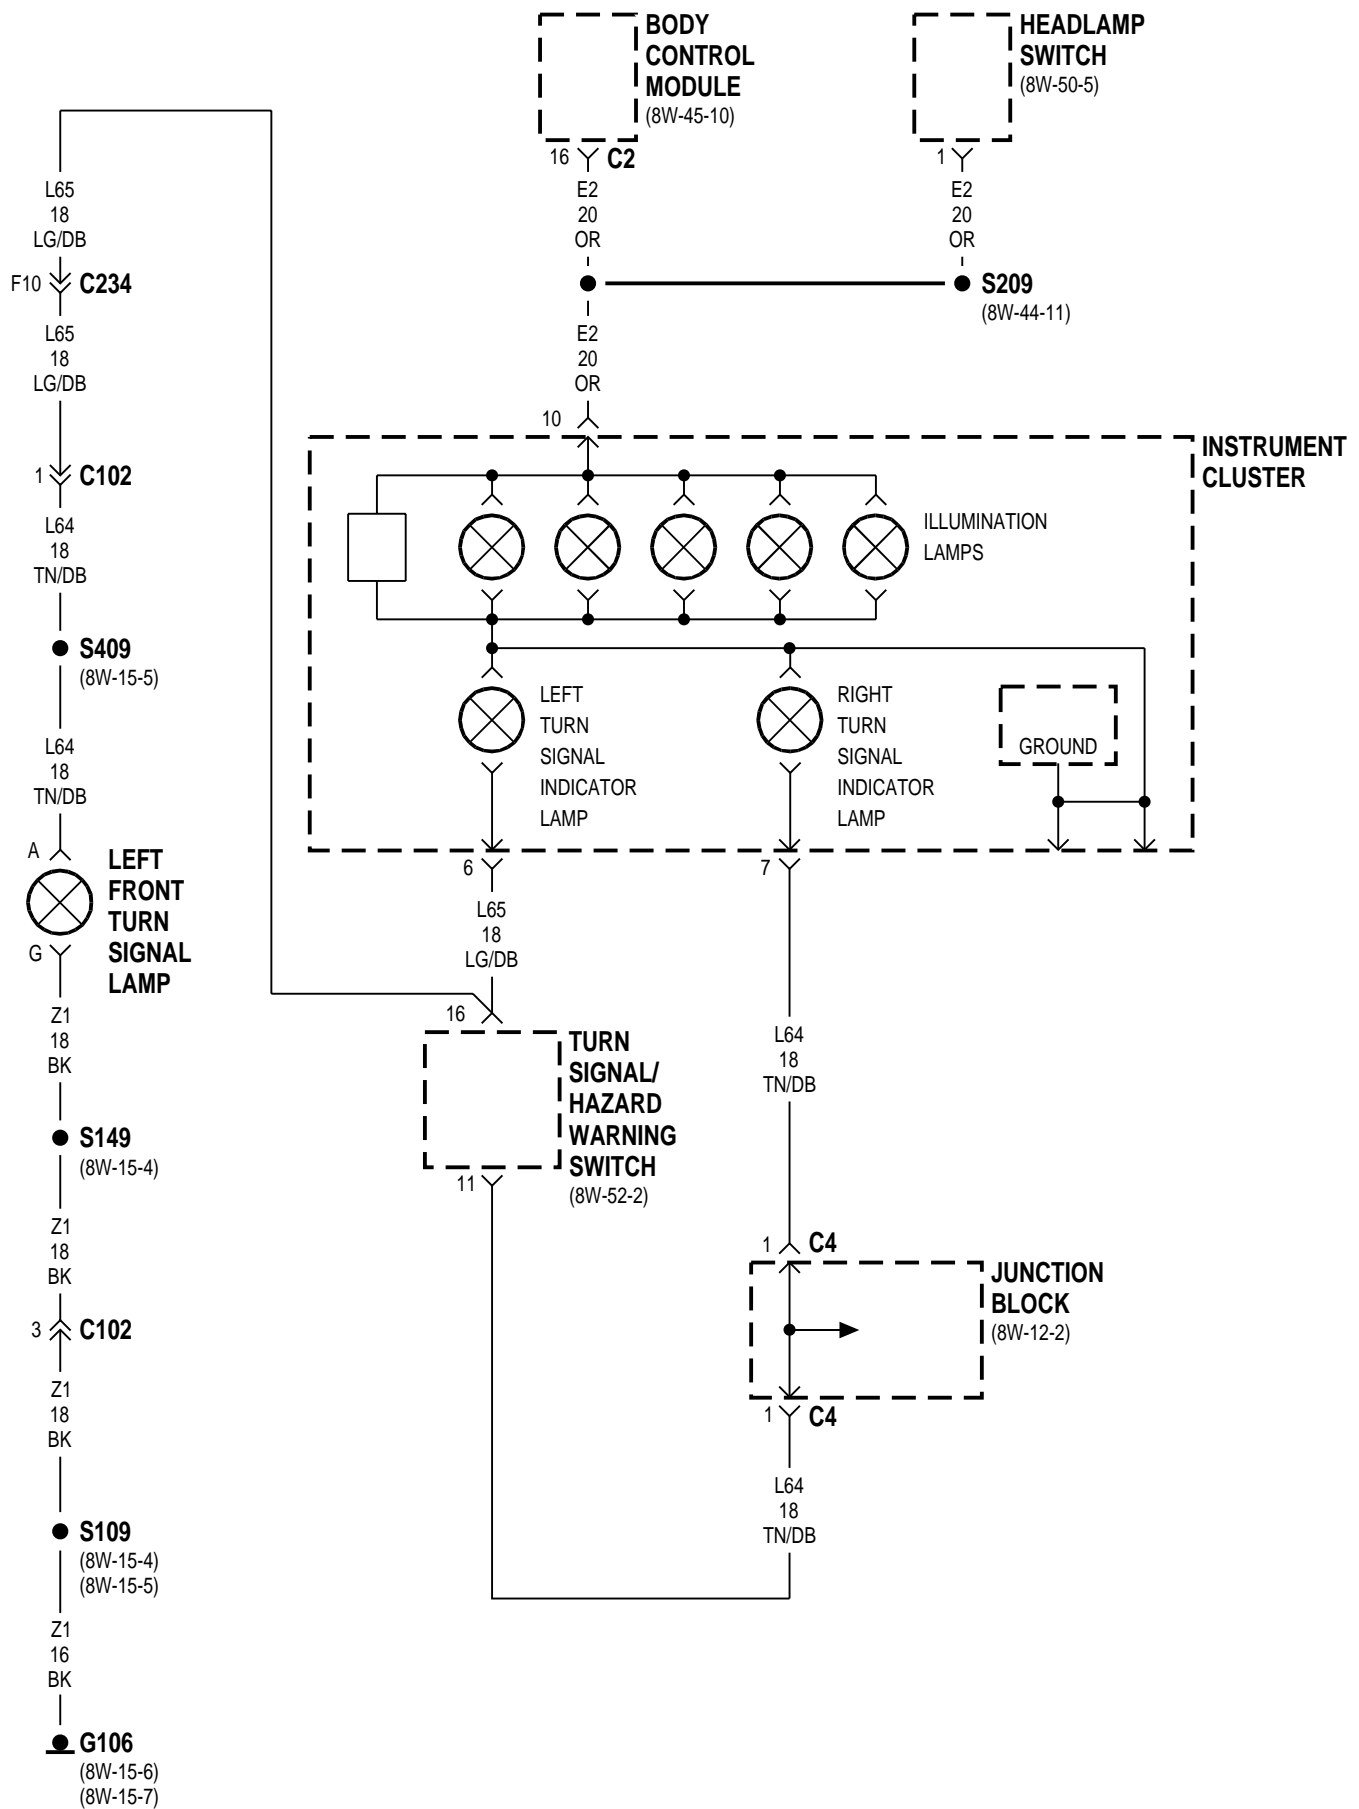 BODY
CONTROL
MODULE
(8W-45-10)
HEADLAMP
SWITCH
(8W-50-5)
16
C2
1
E2
20
OR
E2
20
OR
S209
(8W-44-11)
E2
20
OR
10
L65
18
LG/DB
F10
C234
L65
18
LG/DB
1
C102
L64
18
TN/DB
S409
(8W-15-5)
L64
18
TN/DB
A
LEFT
FRONT
TURN
SIGNAL
LAMP
G
Z1
18
BK
S149
(8W-15-4)
Z1
18
BK
3
C102
Z1
18
BK
S109
(8W-15-4)
(8W-15-5)
Z1
16
BK
G106
(8W-15-6)
(8W-15-7)
INSTRUMENT
CLUSTER
ILLUMINATION
LAMPS
LEFT
TURN
SIGNAL
INDICATOR
LAMP
RIGHT
TURN
SIGNAL
INDICATOR
LAMP
GROUND
6
7
L65
18
LG/DB
16
TURN
SIGNAL/
HAZARD
WARNING
SWITCH
(8W-52-2)
11
L64
18
TN/DB
1
C4
JUNCTION
BLOCK
(8W-12-2)
1
C4
L64
18
TN/DB